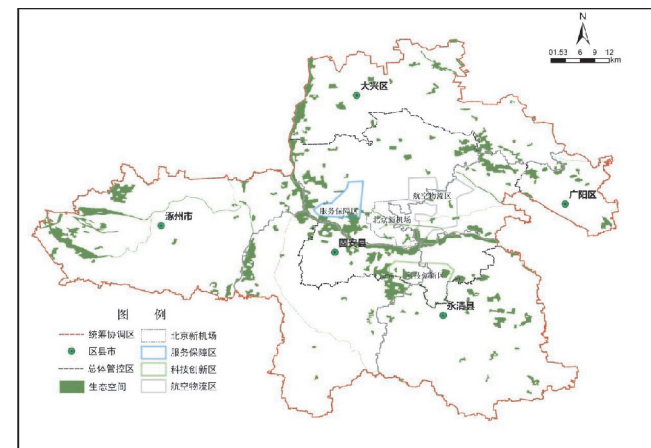 N
01.53 6 9 12
km
大兴区
航空物流区
广阳区
服务保障区
北京新机场
涿州市
固安县
科技创新区
永清县
图 例
统筹协调区
北京新机场
区县市
服务保障区
总体管控区
科技创新区
生态空间
航空物流区